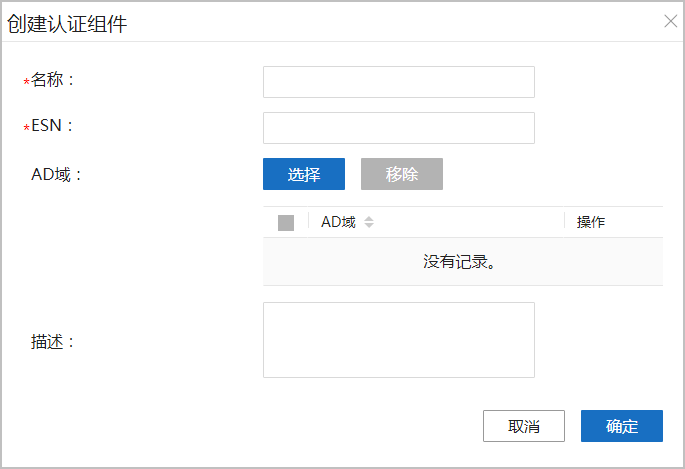 创建认证组件
*名称：
*ESN：
AD域：
选择 移除
AD域 操作
没有记录。
描述：
取消 确定